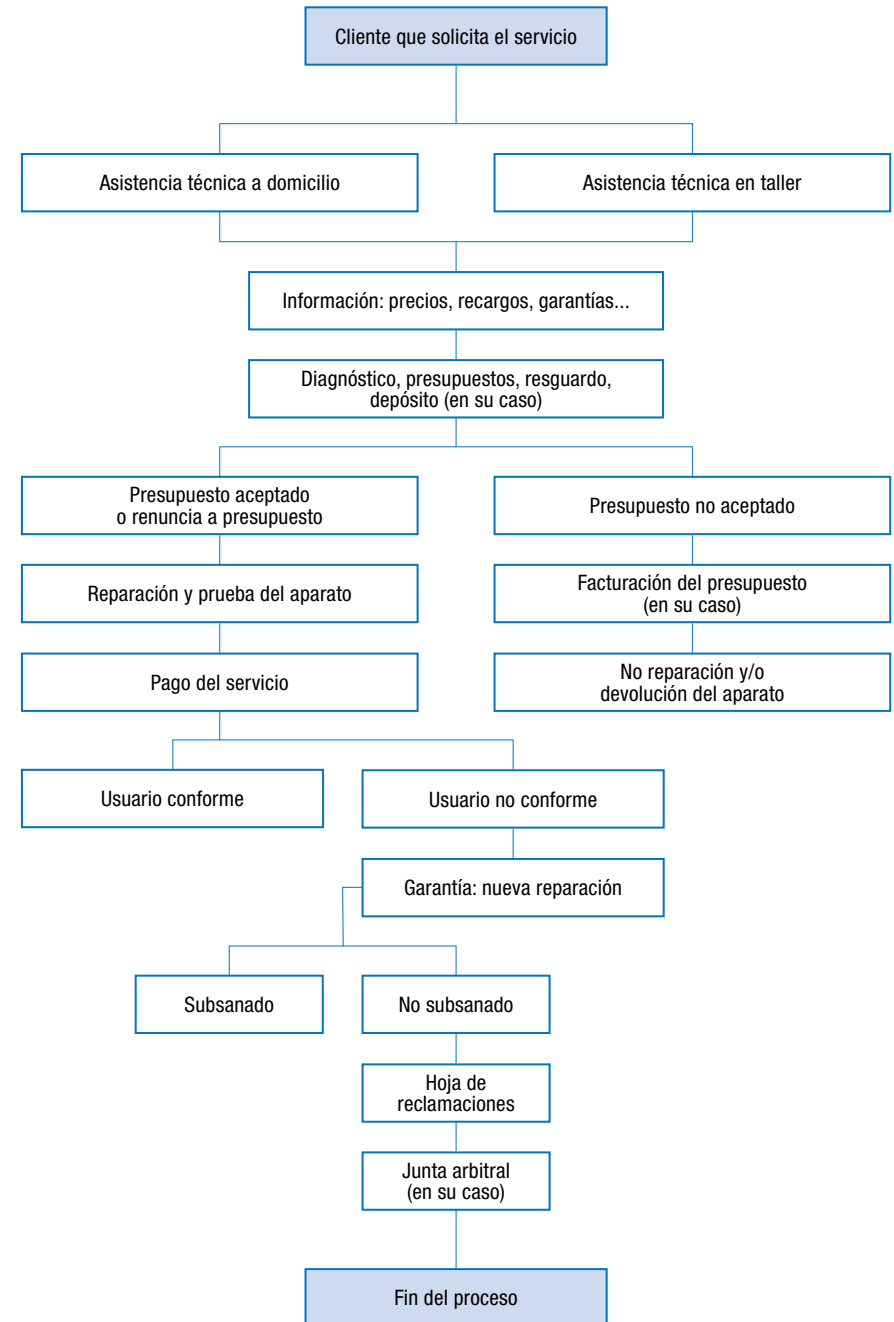 Cliente que solicita el servicio
Asistencia técnica a domicilio
Asistencia técnica en taller
Información: precios, recargos, garantías...
Diagnóstico, presupuestos, resguardo,
depósito (en su caso)
Presupuesto aceptado
o renuncia a presupuesto
Presupuesto no aceptado
Reparación y prueba del aparato
Facturación del presupuesto
(en su caso)
Pago del servicio
No reparación y/o
devolución del aparato
Usuario conforme
Usuario no conforme
Garantía: nueva reparación
Subsanado
No subsanado
Hoja de
reclamaciones
Junta arbitral
(en su caso)
Fin del proceso